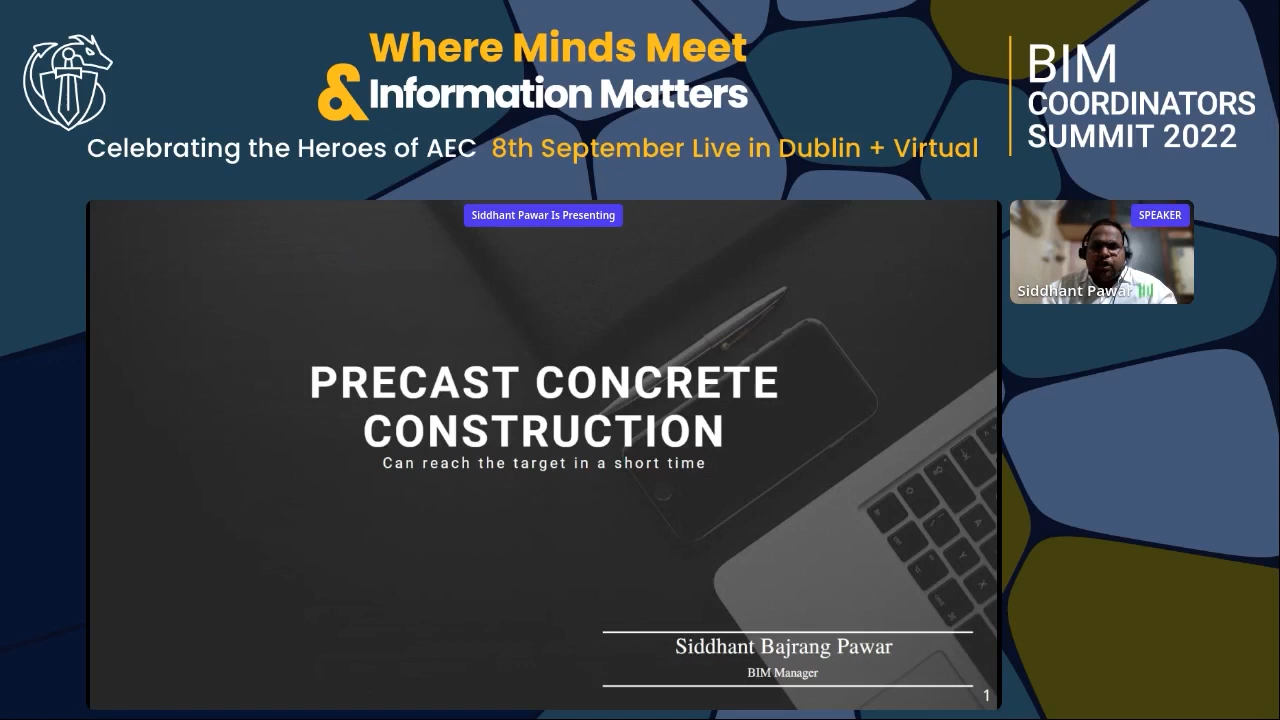 Where Minds Meet
& Information Matters
Celebrating the Heroes of AEC 8th September Live in Dublin + Virtual
BIM
COORDINATORS
SUMMIT 2022
Siddhant Pawar Is Presenting
SPEAKER
Siddhant Pawar
PRECAST CONCRETE
CONSTRUCTION
Can reach the target in a short time
Siddhant Bajrang Pawar
BIM Manager
1